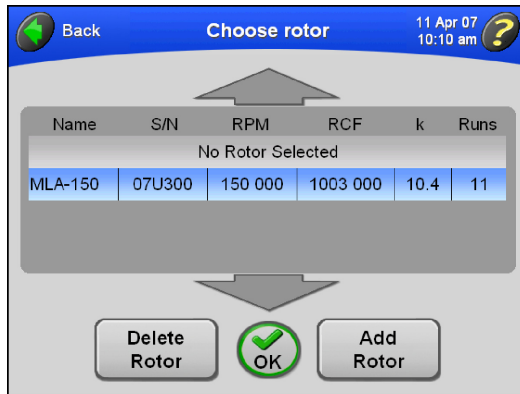 Back
Choose rotor
11 Apr 07
10:10 am
?
Name S/N RPM RCF k Runs
No Rotor Selected
MLA-150 07U300 150 000 1003 000 10.4 11
Delete
Rotor
OK
Add
Rotor